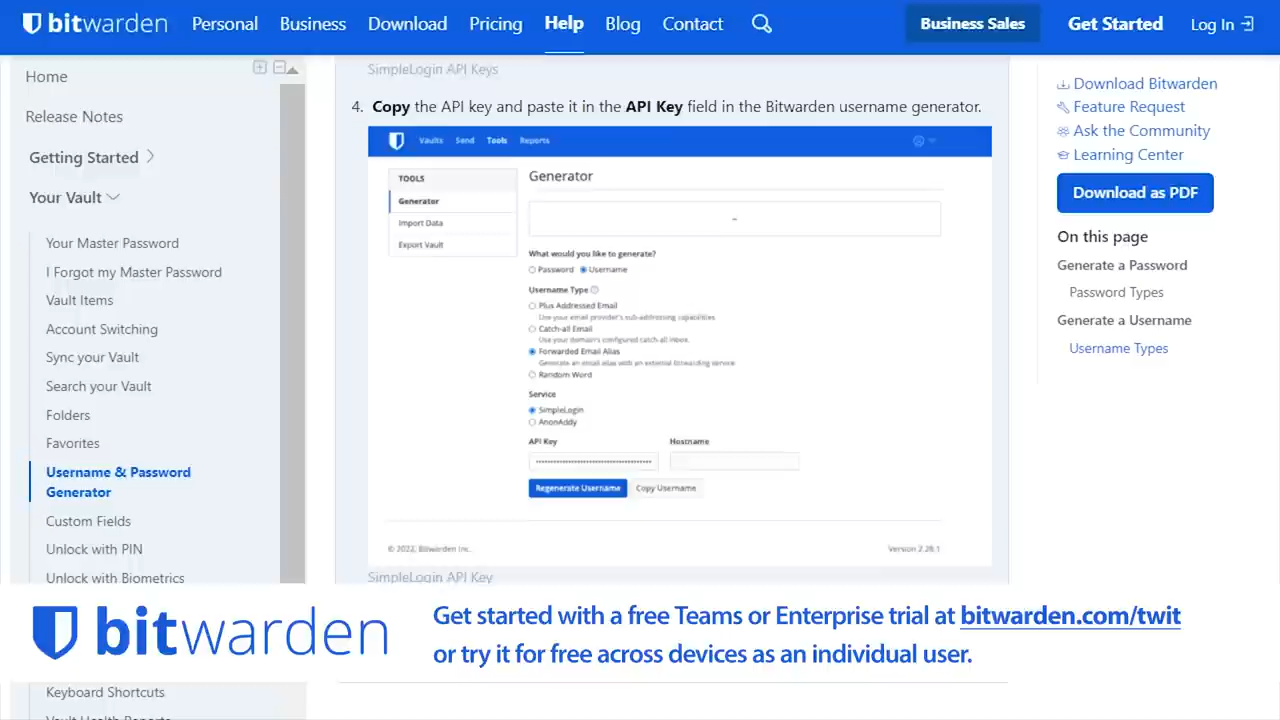 bitwarden Personal Business Download Pricing Help Blog Contact Business Sales Get Started Log In
Home
Release Notes
Getting Started
Your Vault
Your Master Password
I Forgot my Master Password
Vault Items
Account Switching
Sync your Vault
Search your Vault
Folders
Favorites
Username & Password
Generator
Custom Fields
Unlock with PIN
Unlock with Biometrics
Keyboard Shortcuts
Vault Health Reports
SimpleLogin API Keys
4. Copy the API key and paste it in the API Key field in the Bitwarden username generator.
Vaults Send Tools Reports
TOOLS
Generator
Import Data
Export Vault
Generator
-
What would you like to generate?
Password Username
Username Type
Plus Addressed Email
Use your email provider's sub-addressing capabilities.
Catch-all Email
Use your domain's configured catch-all inbox.
Forwarded Email Alias
Generate an email alias with an external forwarding service.
Random Word
Service
SimpleLogin
AnonAddy
API Key Hostname
Regenerate Username Copy Username
© 2022, Bitwarden Inc. Version 2.28.1
SimpleLogin API Key
Download Bitwarden
Feature Request
Ask the Community
Learning Center
Download as PDF
On this page
Generate a Password
Password Types
Generate a Username
Username Types
bitwarden
Get started with a free Teams or Enterprise trial at bitwarden.com/twit
or try it for free across devices as an individual user.